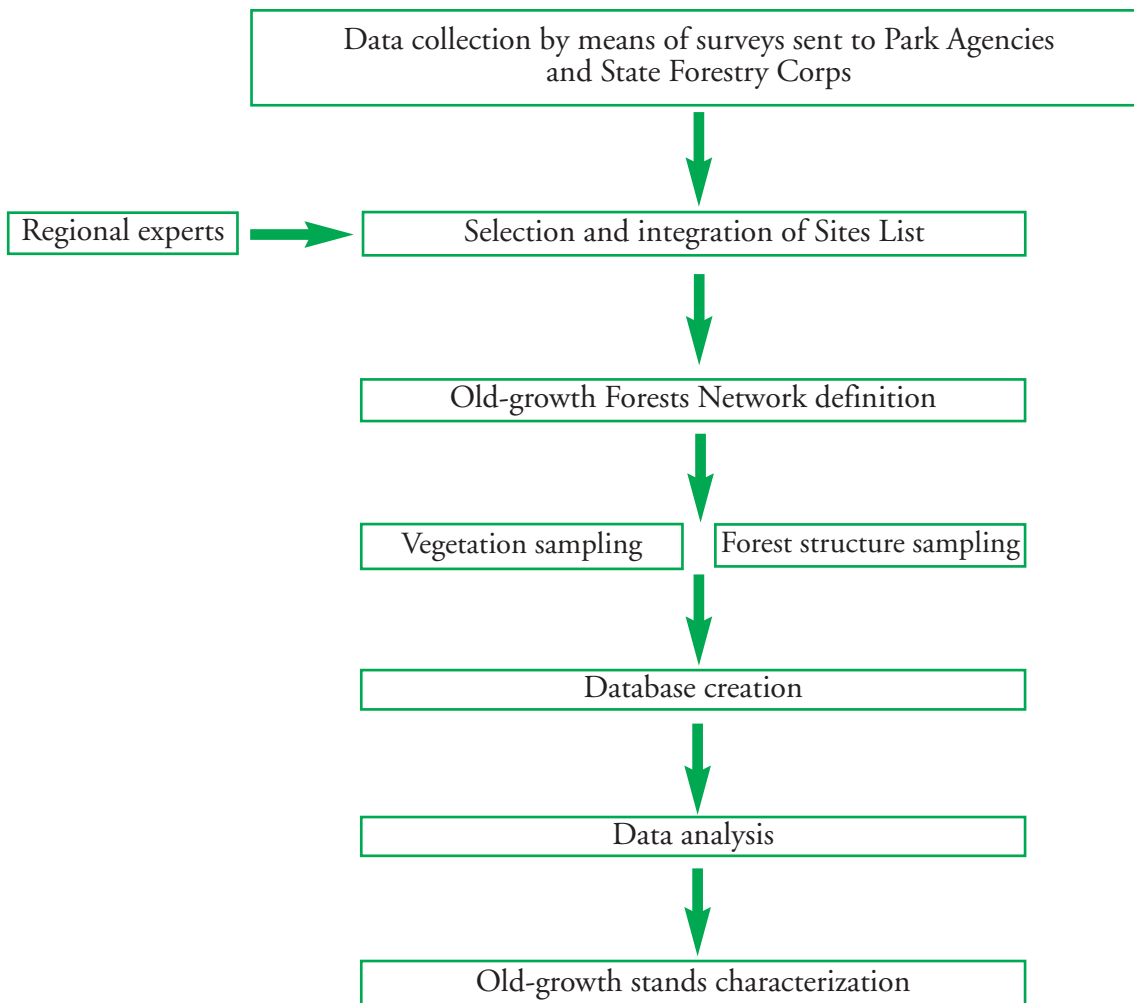 Data collection by means of surveys sent to Park Agencies
and State Forestry Corps
Regional experts
Selection and integration of Sites List
Old-growth Forests Network definition
Vegetation sampling
Forest structure sampling
Database creation
Data analysis
Old-growth stands characterization